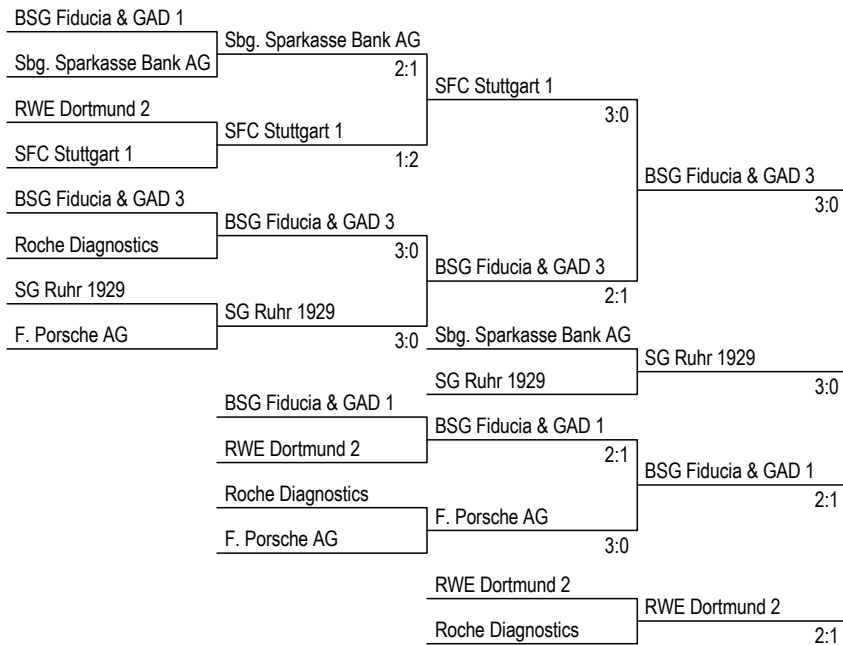 BSG Fiducia & GAD 1
Sbg. Sparkasse Bank AG
Sbg. Sparkasse Bank AG
2:1
SFC Stuttgart 1
RWE Dortmund 2
3:0
SFC Stuttgart 1
SFC Stuttgart 1
1:2
BSG Fiducia & GAD 3
3:0
BSG Fiducia & GAD 3
BSG Fiducia & GAD 3
Roche Diagnostics
3:0
BSG Fiducia & GAD 3
SG Ruhr 1929
2:1
SG Ruhr 1929
F. Porsche AG
3:0
Sbg. Sparkasse Bank AG
SG Ruhr 1929
SG Ruhr 1929
3:0
BSG Fiducia & GAD 1
BSG Fiducia & GAD 1
RWE Dortmund 2
2:1
BSG Fiducia & GAD 1
Roche Diagnostics
2:1
F. Porsche AG
F. Porsche AG
3:0
RWE Dortmund 2
RWE Dortmund 2
Roche Diagnostics
2:1